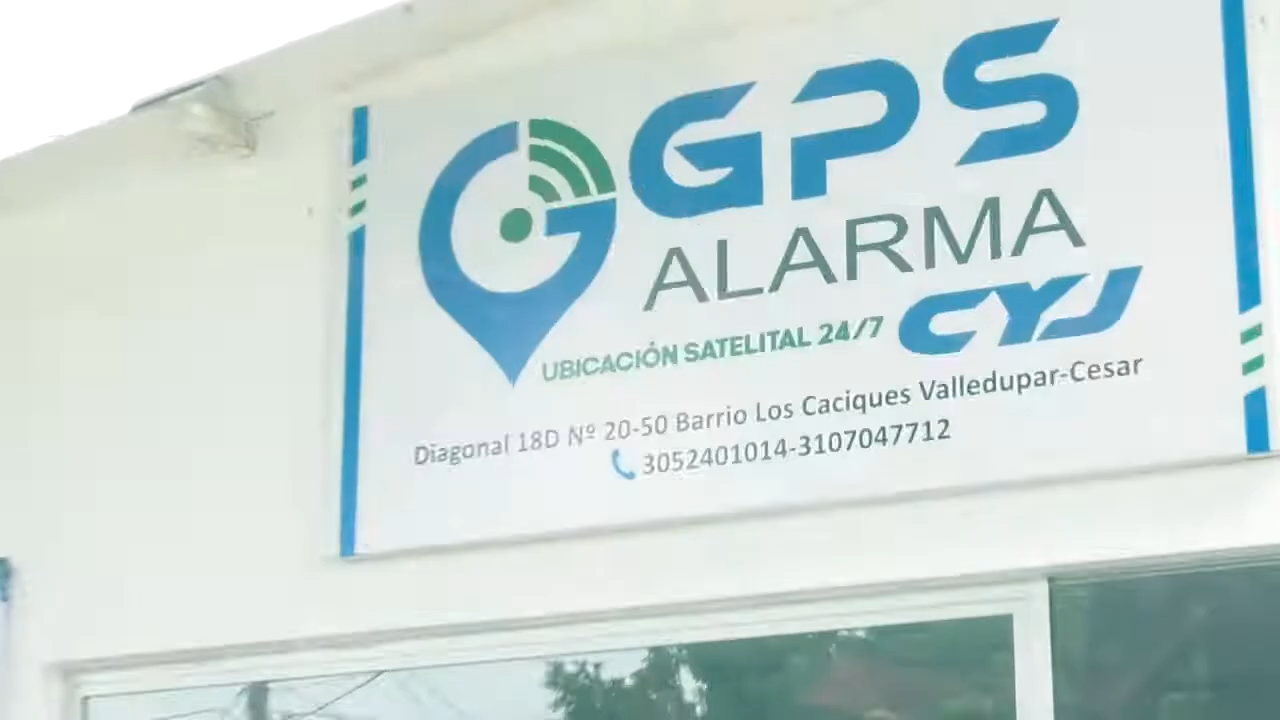 GPS
ALARMA
CYJ
UBICACIÓN SATELITAL 24/7
Diagonal 18D Nº 20-50 Barrio Los Caciques Valledupar-Cesar
3052401014-3107047712